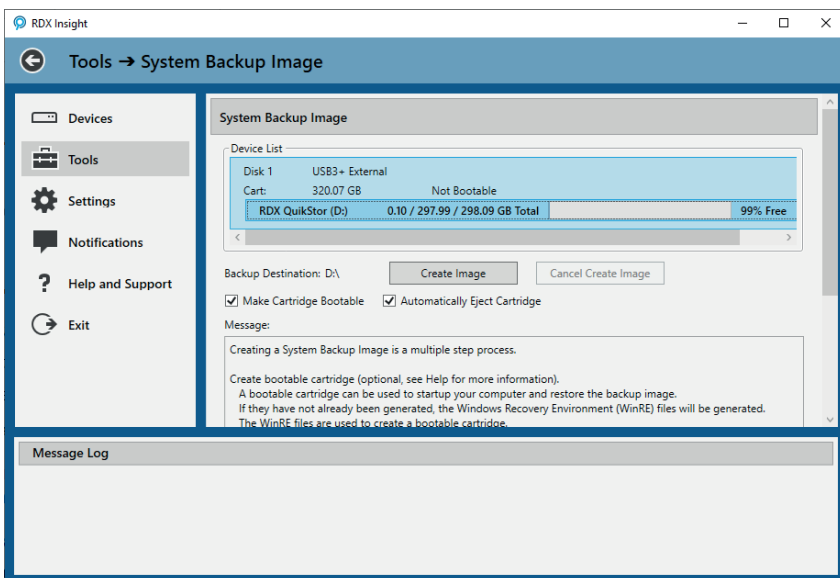 RDX Insight
Tools ➔ System Backup Image
Devices
Tools
Settings
Notifications
Help and Support
Exit
System Backup Image
Device List
Disk 1 USB3+ External
Cart: 320.07 GB Not Bootable
RDX QuikStor (D:) 0.10 / 297.99 / 298.09 GB Total 99% Free
Backup Destination: D:\ Create Image Cancel Create Image
Make Cartridge Bootable Automatically Eject Cartridge
Message:
Creating a System Backup Image is a multiple step process.
Create bootable cartridge (optional, see Help for more information).
A bootable cartridge can be used to startup your computer and restore the backup image.
If they have not already been generated, the Windows Recovery Environment (WinRE) files will be generated.
The WinRE files are used to create a bootable cartridge.
Message Log